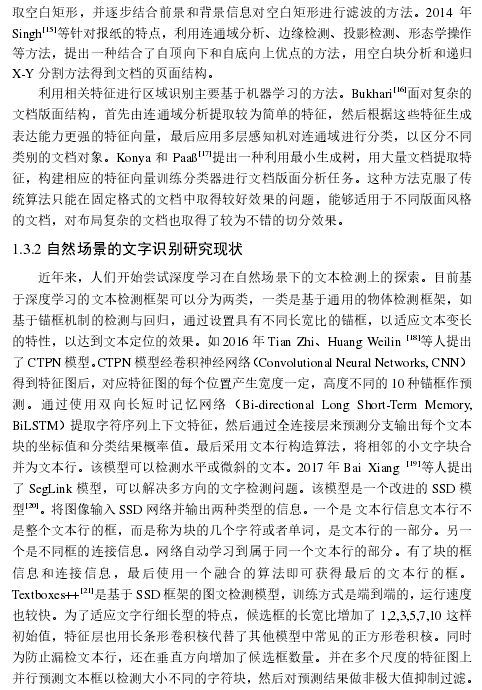 取空白矩形，并逐步结合前景和背景信息对空白矩形进行滤波的方法。2014 年
Singh[15]等针对报纸的特点，利用连通域分析、边缘检测、投影检测、形态学操作
等方法，提出一种结合了自顶向下和自底向上优点的方法，用空白块分析和递归
X-Y 分割方法得到文档的页面结构。
利用相关特征进行区域识别主要基于机器学习的方法。Bukhari[16]面对复杂的
文档版面结构，首先由连通域分析提取较为简单的特征，然后根据这些特征生成
表达能力更强的特征向量，最后应用多层感知机对连通域进行分类，以区分不同
类别的文档对象。Konya 和 Paaß[17]提出一种利用最小生成树，用大量文档提取特
征，构建相应的特征向量训练分类器进行文档版面分析任务。这种方法克服了传
统算法只能在固定格式的文档中取得较好效果的问题，能够适用于不同版面风格
的文档，对布局复杂的文档也取得了较为不错的切分效果。
1.3.2 自然场景的文字识别研究现状
近年来，人们开始尝试深度学习在自然场景下的文本检测上的探索。目前基
于深度学习的文本检测框架可以分为两类，一类是基于通用的物体检测框架，如
基于锚框机制的检测与回归，通过设置具有不同长宽比的锚框，以适应文本变长
的特性，以达到文本定位的效果。如 2016 年 Tian Zhi、Huang Weilin [18]等人提出
了 CTPN 模型。CTPN 模型经卷积神经网络（Convolutional Neural Networks, CNN）
得到特征图后，对应特征图的每个位置产生宽度一定，高度不同的 10 种锚框作预
测。通过使用双向长短时记忆网络（Bi-directional Long Short-Term Memory,
BiLSTM）提取字符序列上下文特征，然后通过全连接层来预测分支输出每个文本
块的坐标值和分类结果概率值。最后采用文本行构造算法，将相邻的小文字块合
并为文本行。该模型可以检测水平或微斜的文本。2017 年 Bai Xiang [19]等人提出
了 SegLink 模型，可以解决多方向的文字检测问题。该模型是一个改进的 SSD 模
型[20]。将图像输入 SSD 网络并输出两种类型的信息。一个是 文本行信息文本行不
是整个文本行的框，而是称为块的几个字符或者单词，是文本行的一部分。另一
个是不同框的连接信息。网络自动学习到属于同一个文本行的部分。有了块的框
信息和连接信息，最后使用一个融合的算法即可获得最后的文本行的框。
Textboxes++[21]是基于 SSD 框架的图文检测模型，训练方式是端到端的，运行速度
也较快。为了适应文字行细长型的特点，候选框的长宽比增加了 1,2,3,5,7,10 这样
初始值，特征层也用长条形卷积核代替了其他模型中常见的正方形卷积核。同时
为防止漏检文本行，还在垂直方向增加了候选框数量。并在多个尺度的特征图上
并行预测文本框以检测大小不同的字符块，然后对预测结果做非极大值抑制过滤。